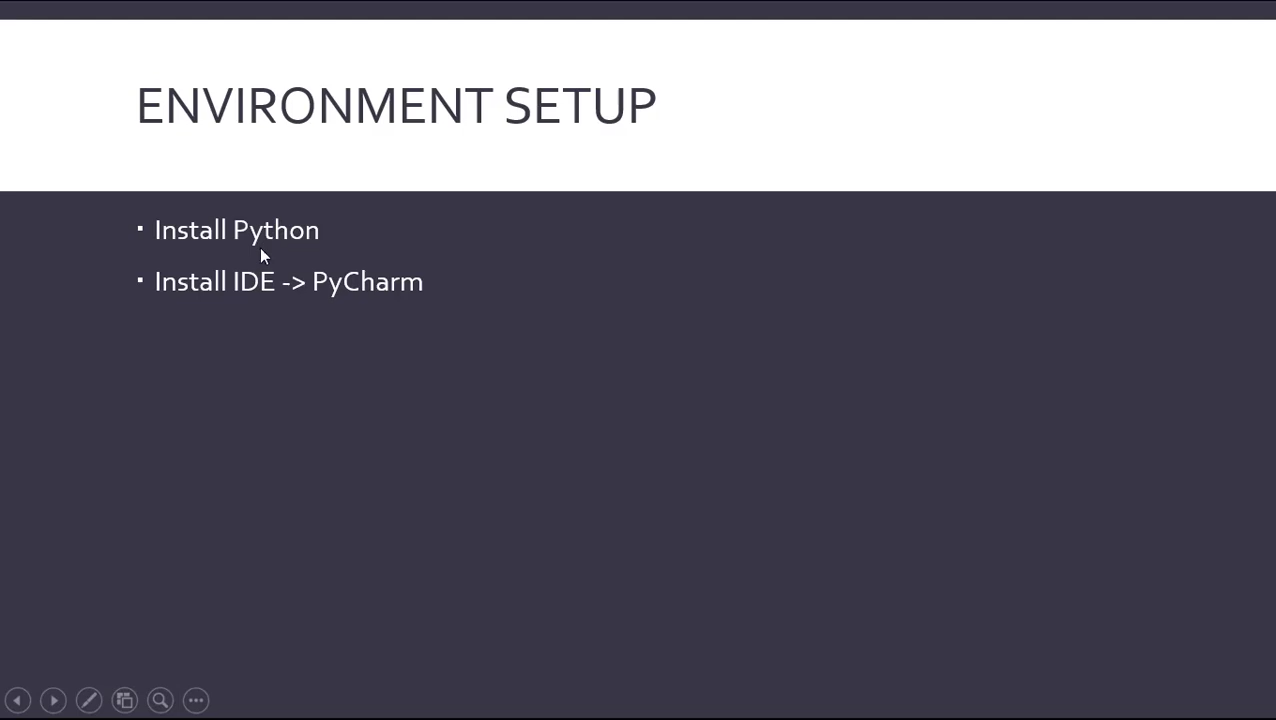 ENVIRONMENT SETUP
▪ Install Python
▪ Install IDE -> PyCharm